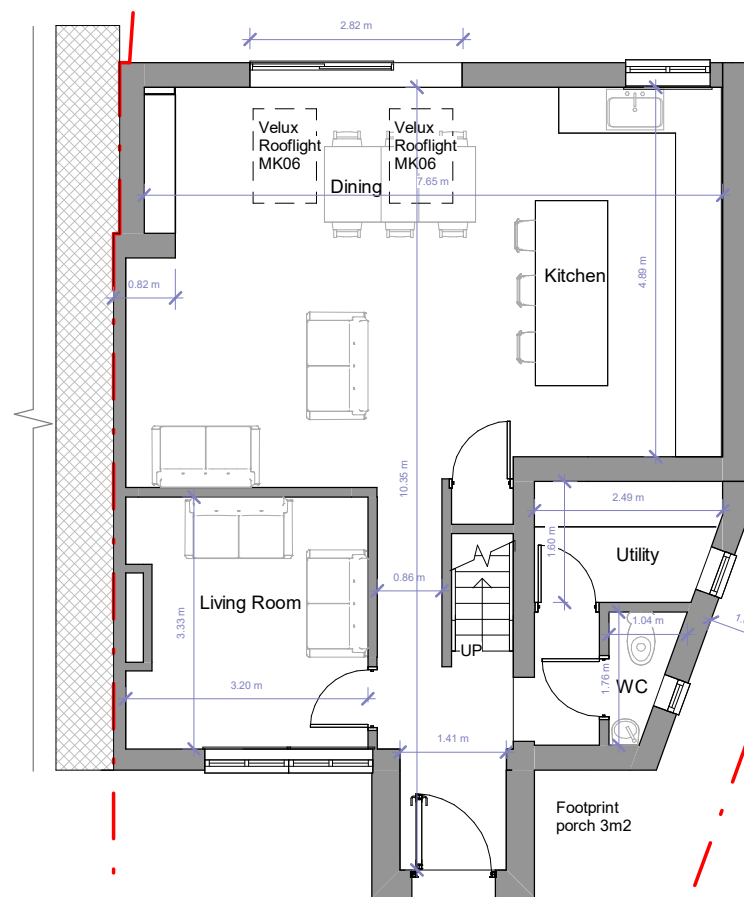 2.82 m
Velux
Rooflight
MK06
Velux
Rooflight
MK06
Dining
7.65 m
Kitchen
4.89 m
0.82 m
10.35 m
2.49 m
1.60 m
Utility
0.86 m
Living Room
3.33 m
1.04 m
UP
1.76 m
WC
3.20 m
1.41 m
Footprint
porch 3m2